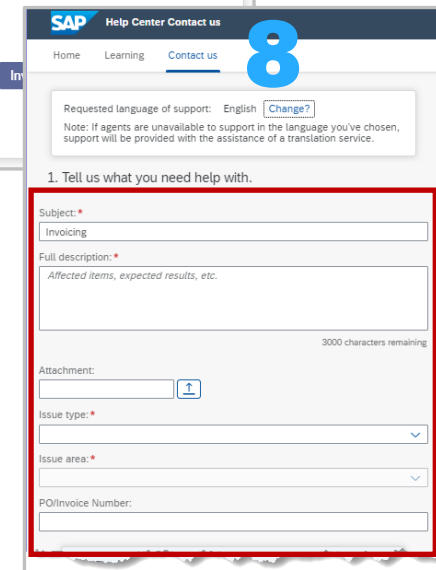 SAP Help Center Contact us
8
Home Learning Contact us
Requested language of support: English Change?
Note: If agents are unavailable to support in the language you've chosen,
support will be provided with the assistance of a translation service.
1. Tell us what you need help with.
Subject:*
Invoicing
Full description:*
Affected items, expected results, etc.
3000 characters remaining
Attachment:
Issue type:*
Issue area:*
PO/Invoice Number: